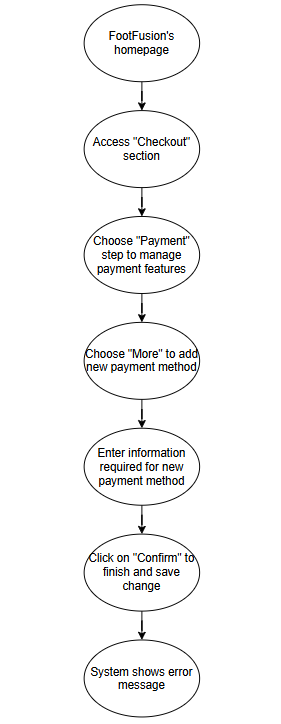 FootFusion's
homepage
Access "Checkout"
section
Choose "Payment"
step to manage
payment features
Choose "More" to add
new payment method
Enter information
required for new
payment method
Click on "Confirm" to
finish and save
change
System shows error
message